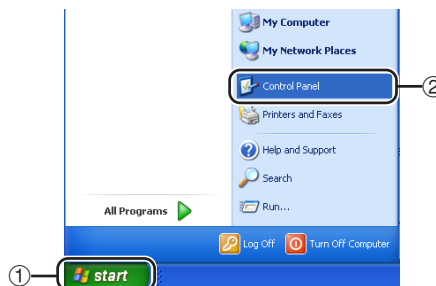 My Computer
My Network Places
Control Panel
②
Printers and Faxes
Help and Support
Search
Run...
All Programs
Log Off
Turn Off Computer
①
start